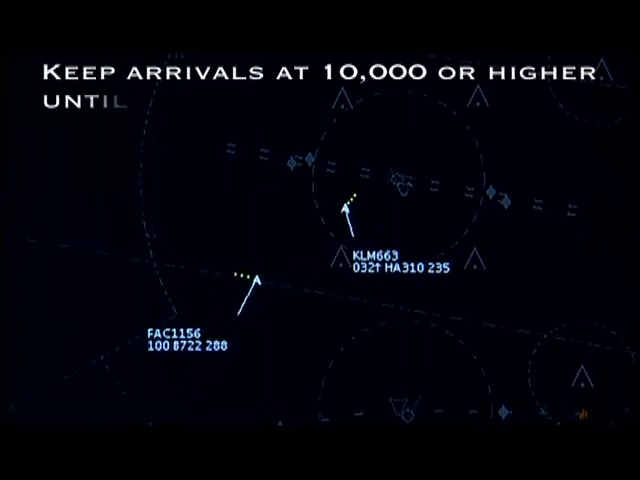 KEEP ARRIVALS AT 10,000 OR HIGHER
UNTIL
KLM663
032↑ HA310 235
FAC1156
100 8722 288